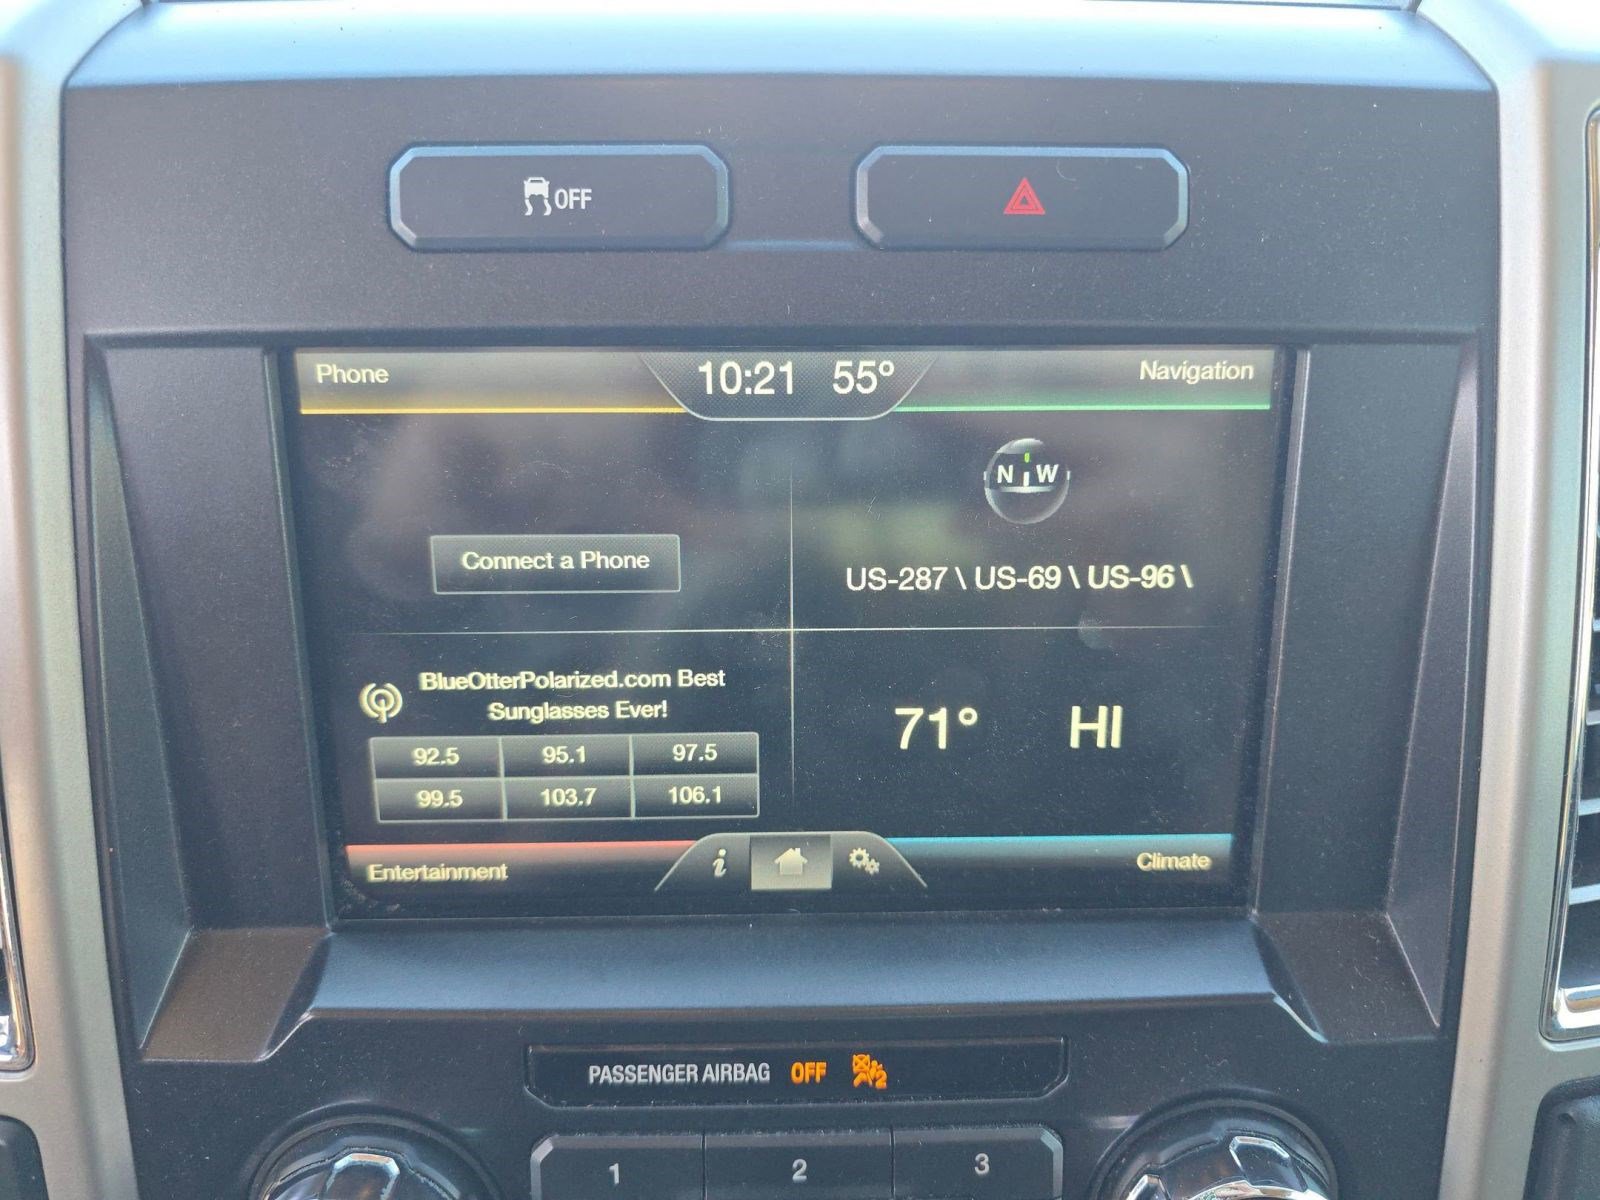 OFF
Phone
10:21 55°
Navigation
N W
Connect a Phone
US-287 \ US-69 \ US-96 \
BlueOtterPolarized.com Best
Sunglasses Ever!
92.5 95.1 97.5
99.5 103.7 106.1
71° HI
Entertainment
i
Climate
PASSENGER AIRBAG OFF 2
1 2 3